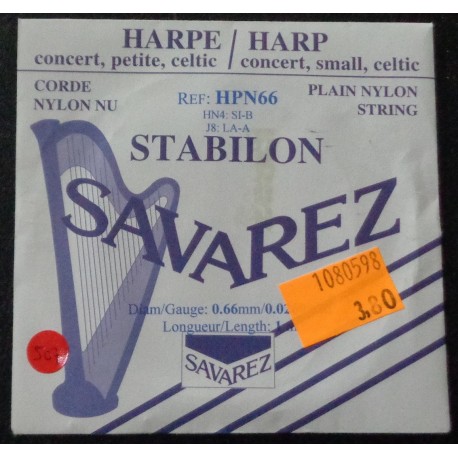 HARPE / HARP
concert, petite, celtic / concert, small, celtic
CORDE
NYLON NU
REF: HPN66
PLAIN NYLON
STRING
HN4: SI-B
J8: LA-A
STABILON
SAVAREZ
1080598
3.80
Diam/Gauge: 0.66mm/0.02
Longueur/Length: 1
SAVAREZ